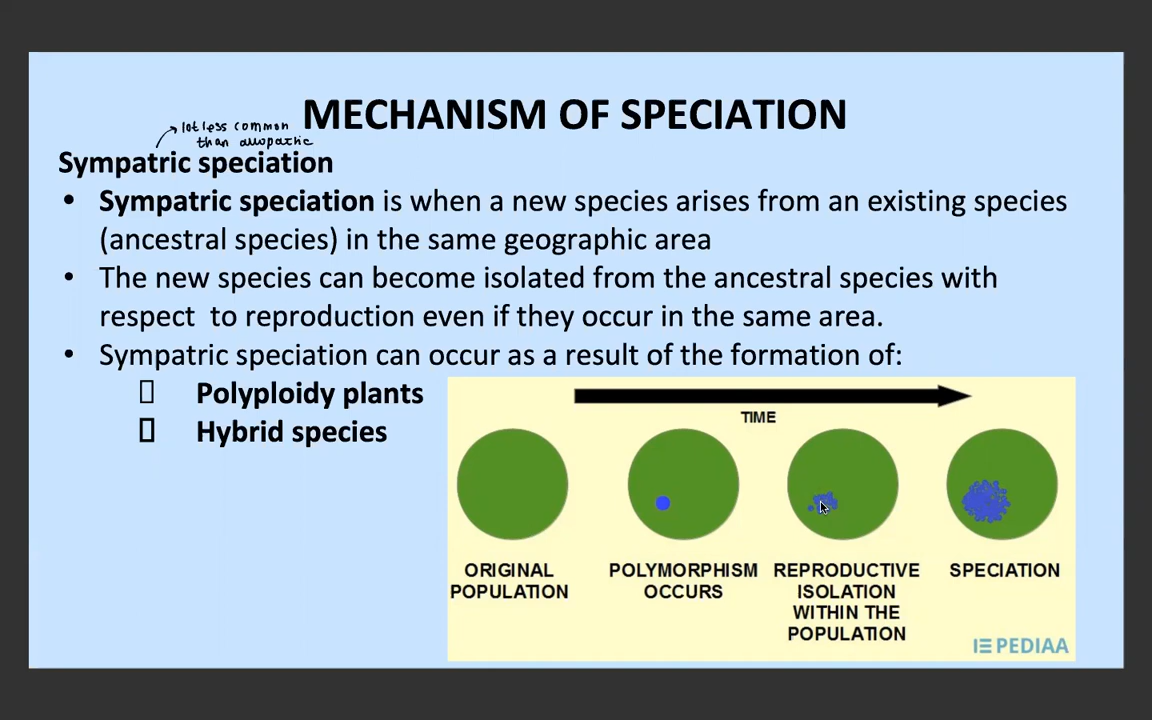 MECHANISM OF SPECIATION
lot less common
than allopatric
Sympatric speciation
• Sympatric speciation is when a new species arises from an existing species
(ancestral species) in the same geographic area
• The new species can become isolated from the ancestral species with
respect to reproduction even if they occur in the same area.
• Sympatric speciation can occur as a result of the formation of:
Polyploidy plants
Hybrid species
TIME
ORIGINAL
POPULATION
POLYMORPHISM
OCCURS
REPRODUCTIVE
ISOLATION
WITHIN THE
POPULATION
SPECIATION
PEDIAA